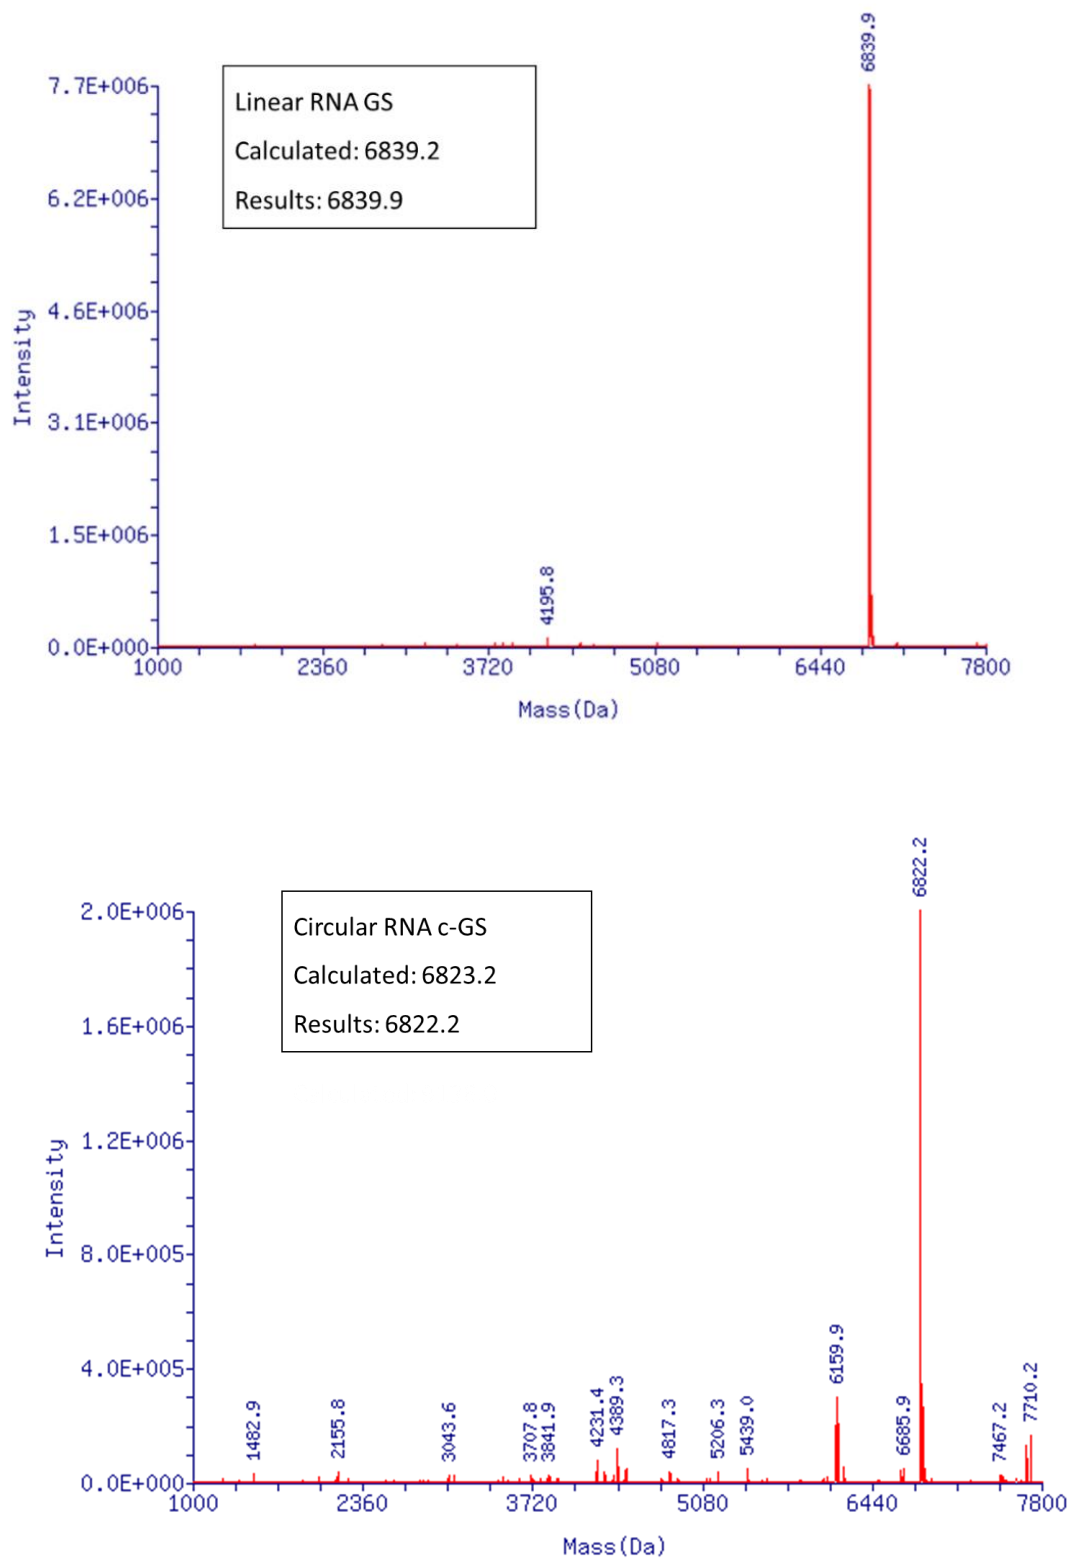 6839.9
7.7E+006
Linear RNA GS
Calculated: 6839.2
6.2E+006
Results: 6839.9
4.6E+006
Intensity
3.1E+006
1.5E+006
4195.8
0.0E+000
1000 2360 3720 5080 6440 7800
Mass(Da)
6822.2
2.0E+006
Circular RNA c-GS
Calculated: 6823.2
Results: 6822.2
1.6E+006
1.2E+006
Intensity
8.0E+005
4.0E+005
1482.9 2155.8 3043.6 3707.8 3841.9 4231.4 4389.3 4817.3 5206.3 5439.0 6159.9 6685.9 7467.2 7710.2
0.0E+000
1000 2360 3720 5080 6440 7800
Mass(Da)